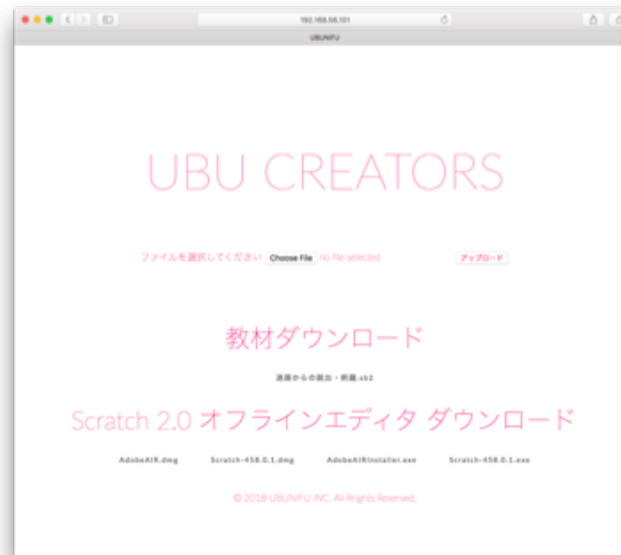 192.168.56.101
UBUNIFU
UBU CREATORS
ファイルを選択してください Choose File no file selected アップロード
教材ダウンロード
迷路からの脱出・例題.sb2
Scratch 2.0 オフラインエディタ ダウンロード
AdobeAIR.dmg Scratch-458.0.1.dmg AdobeAIRInstaller.exe Scratch-458.0.1.exe
© 2018 UBUNIFU INC. All Rrights Reserved.